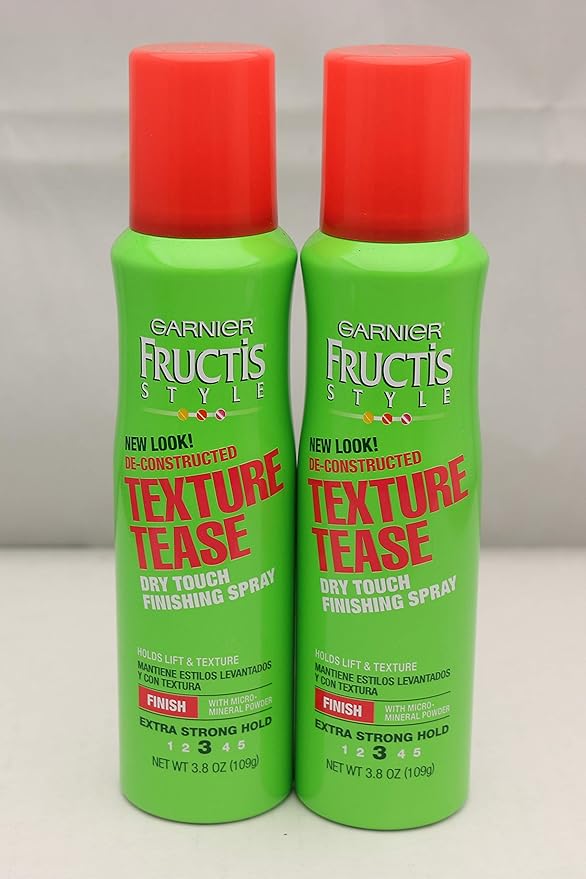 GARNIER
FRUCTIS
STYLE
NEW LOOK!
DE-CONSTRUCTED
TEXTURE
TEASE
DRY TOUCH
FINISHING SPRAY
HOLDS LIFT & TEXTURE
MANTIENE ESTILOS LEVANTADOS
Y CON TEXTURA
FINISH
WITH MICRO-
MINERAL POWDER
EXTRA STRONG HOLD
1 2 3 4 5
NET WT 3.8 OZ (109g)
GARNIER
FRUCTIS
STYLE
NEW LOOK!
DE-CONSTRUCTED
TEXTURE
TEASE
DRY TOUCH
FINISHING SPRAY
HOLDS LIFT & TEXTURE
MANTIENE ESTILOS LEVANTADOS
Y CON TEXTURA
FINISH
WITH MICRO-
MINERAL POWDER
EXTRA STRONG HOLD
1 2 3 4 5
NET WT 3.8 OZ (109g)